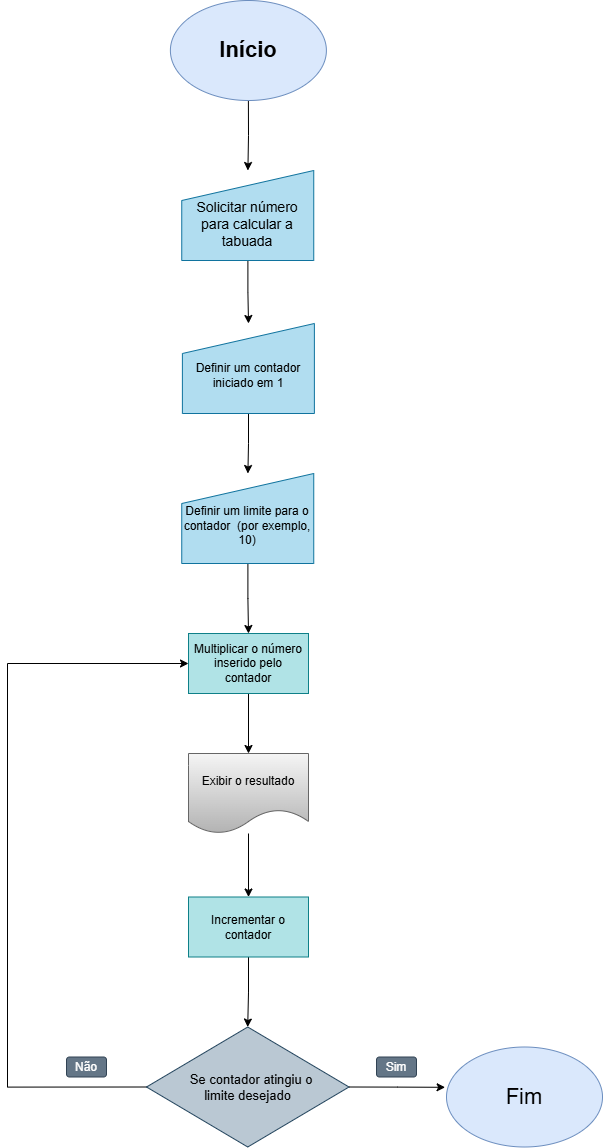 Início
Solicitar número
para calcular a
tabuada
Definir um contador
iniciado em 1
Definir um limite para o
contador (por exemplo,
10)
Multiplicar o número
inserido pelo
contador
Exibir o resultado
Incrementar o
contador
Não
Se contador atingiu o
limite desejado
Sim
Fim